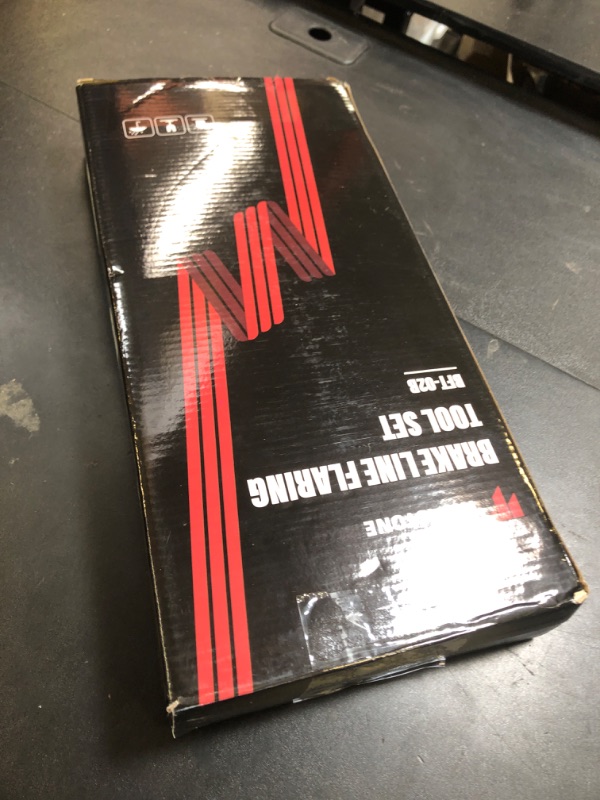 BRAKE LINE FLARING
TOOL SET
BFT-02B